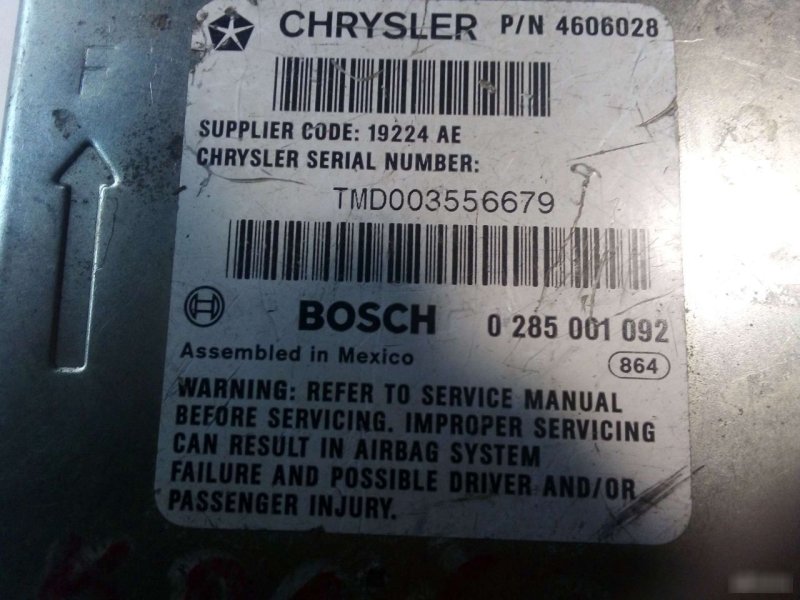 CHRYSLER P/N 4606028
SUPPLIER CODE: 19224 AE
CHRYSLER SERIAL NUMBER:
TMD003556679
BOSCH 0 285 001 092
Assembled in Mexico 864
WARNING: REFER TO SERVICE MANUAL
BEFORE SERVICING. IMPROPER SERVICING
CAN RESULT IN AIRBAG SYSTEM
FAILURE AND POSSIBLE DRIVER AND/OR
PASSENGER INJURY.
F